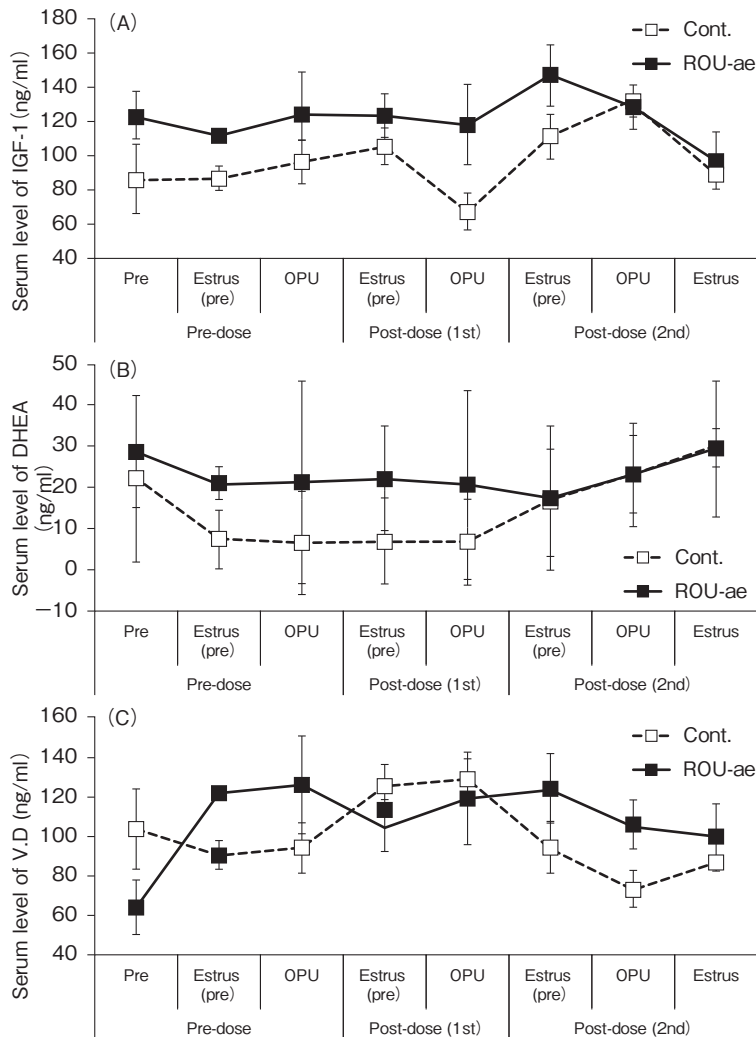 (A)
Cont.
ROU-ae
Serum level of IGF-1 (ng/ml)
160
140
120
100
80
60
40
Pre Estrus (pre) OPU Estrus (pre) OPU Estrus (pre) OPU Estrus
Pre-dose Post-dose (1st) Post-dose (2nd)
(B)
Serum level of DHEA
(ng/ml)
50
40
30
20
10
0
−10
Cont.
ROU-ae
Pre Estrus (pre) OPU Estrus (pre) OPU Estrus (pre) OPU Estrus
Pre-dose Post-dose (1st) Post-dose (2nd)
(C)
Cont.
ROU-ae
Serum level of V.D (ng/ml)
160
140
120
100
80
60
40
Pre Estrus (pre) OPU Estrus (pre) OPU Estrus (pre) OPU Estrus
Pre-dose Post-dose (1st) Post-dose (2nd)